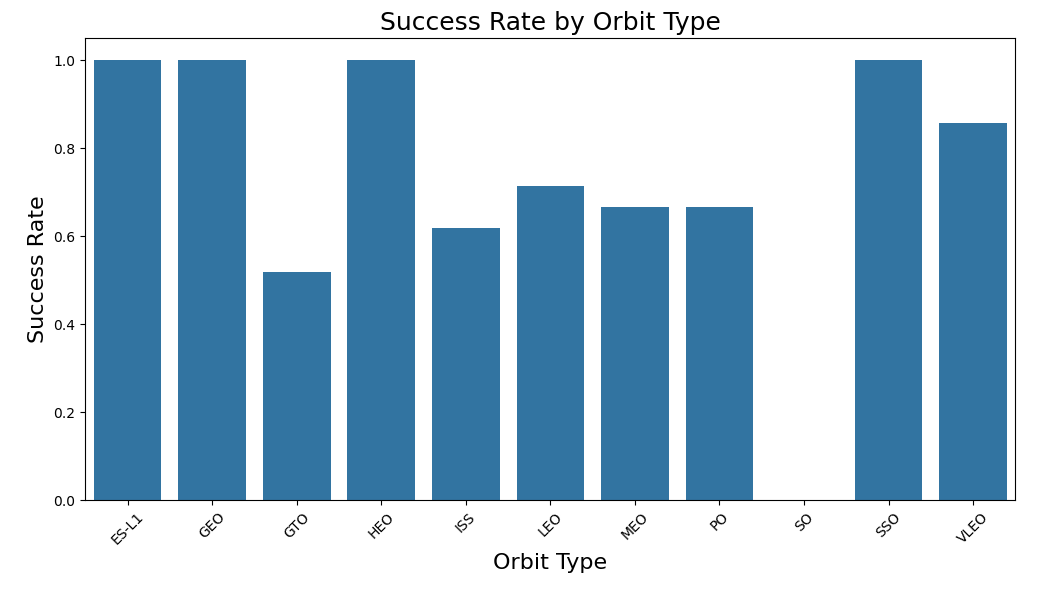 Success Rate by Orbit Type
Success Rate
1.0
0.8
0.6
0.4
0.2
0.0
ES-L1
GEO
GTO
HEO
ISS
LEO
MEO
PO
SO
SSO
VLEO
Orbit Type